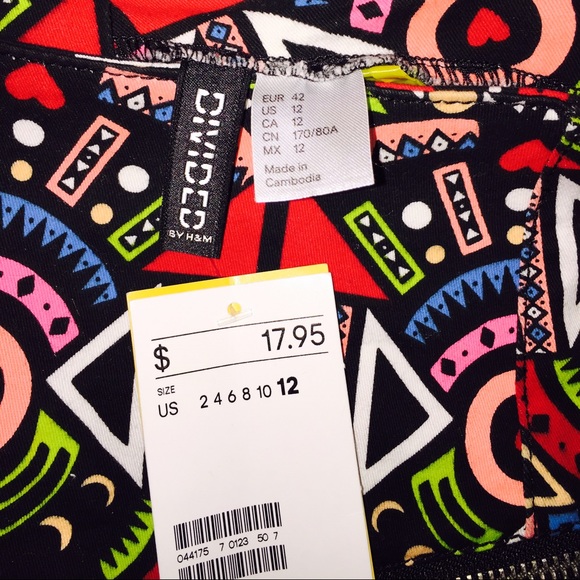 DIVIDED
BY H&M
EUR 42
US 12
CA 12
CN 170/80A
MX 12
Made in
Cambodia
$ 17.95
SIZE
US 2 4 6 8 10 12
044175 7 0123 50 7